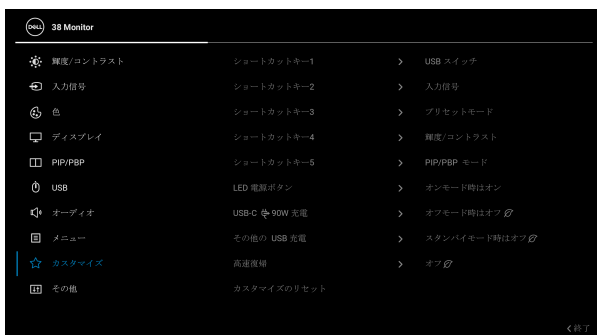 DELL 38 Monitor
輝度/コントラスト ショートカットキー1 USB スイッチ
入力信号 ショートカットキー2 入力信号
色 ショートカットキー3 プリセットモード
ディスプレイ ショートカットキー4 輝度/コントラスト
PIP/PBP ショートカットキー5 PIP/PBP モード
USB LED 電源ボタン オンモード時はオン
オーディオ USB-C 90W 充電 オフモード時はオフ
メニュー その他の USB 充電 スタンバイモード時はオフ
カスタマイズ 高速復帰 オフ
その他 カスタマイズのリセット
終了